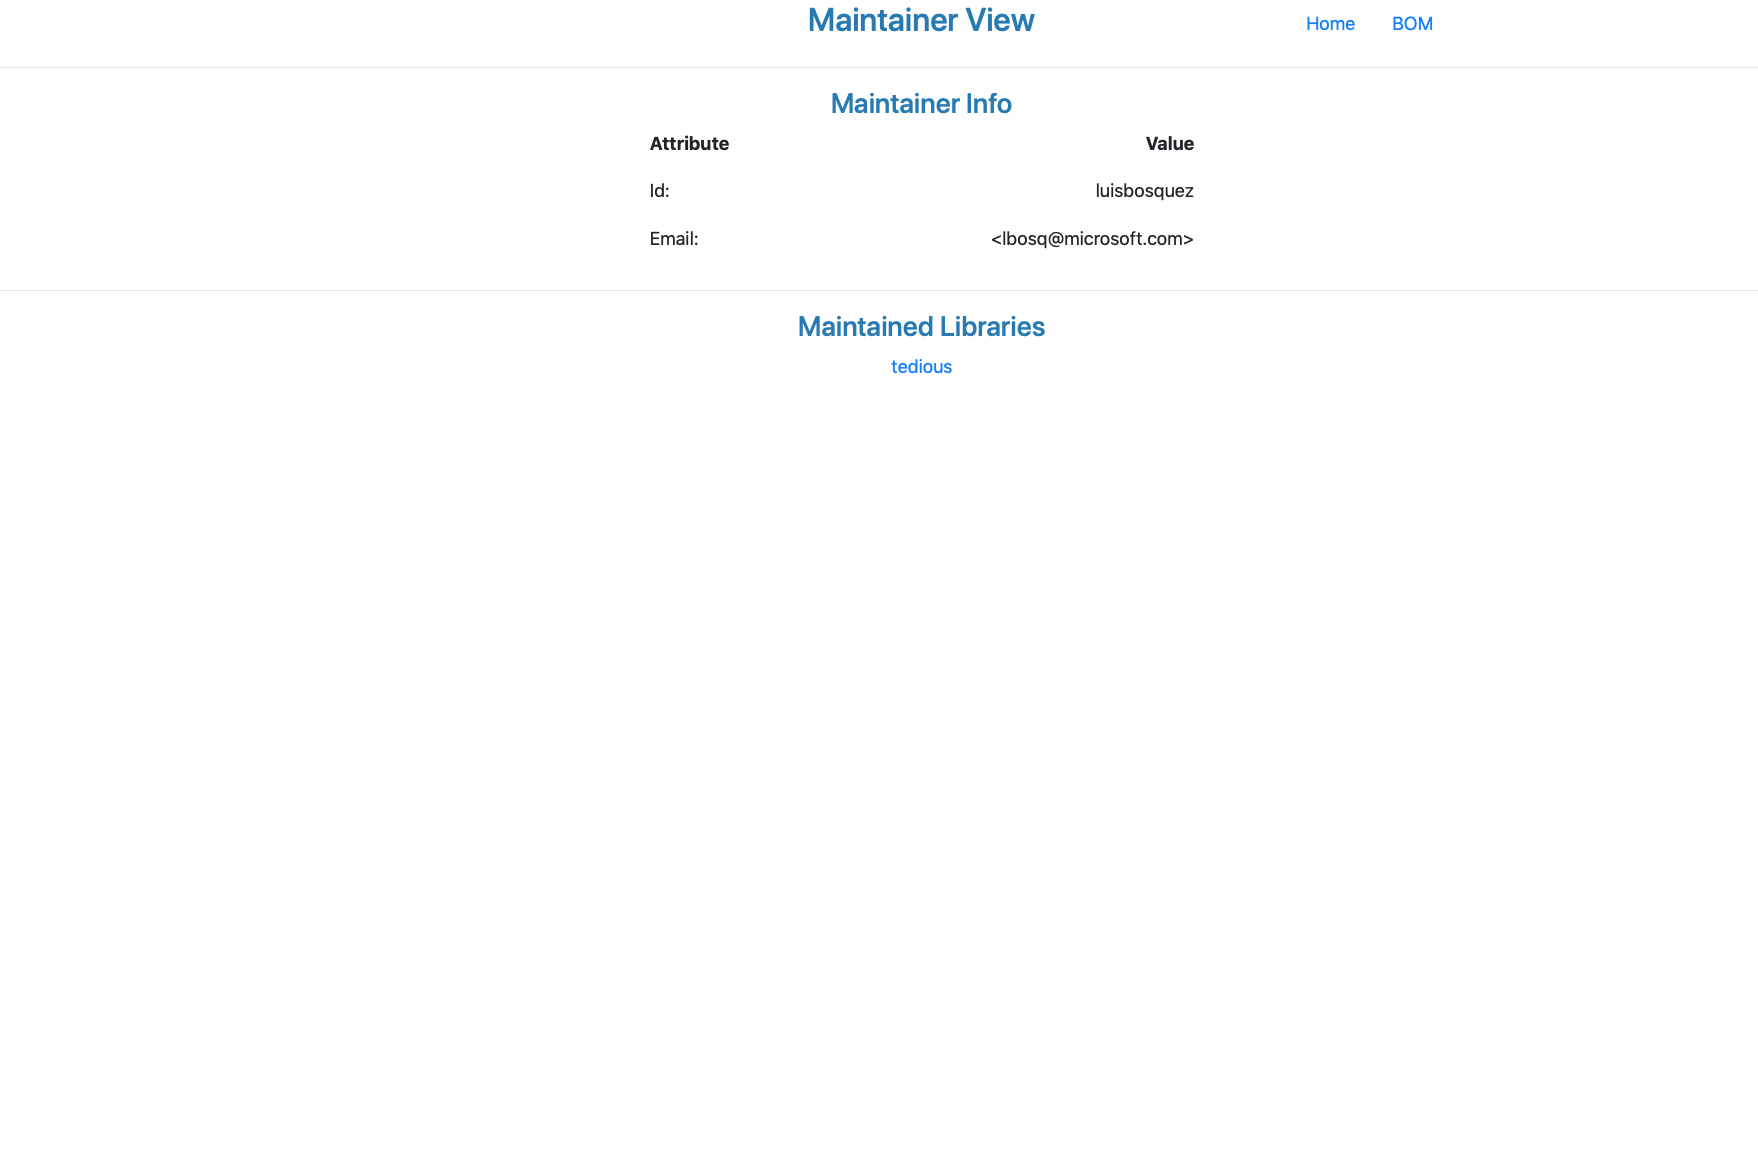 Maintainer View Home BOM
Maintainer Info
Attribute Value
Id: luisbosquez
Email: <lbosq@microsoft.com>
Maintained Libraries
tedious